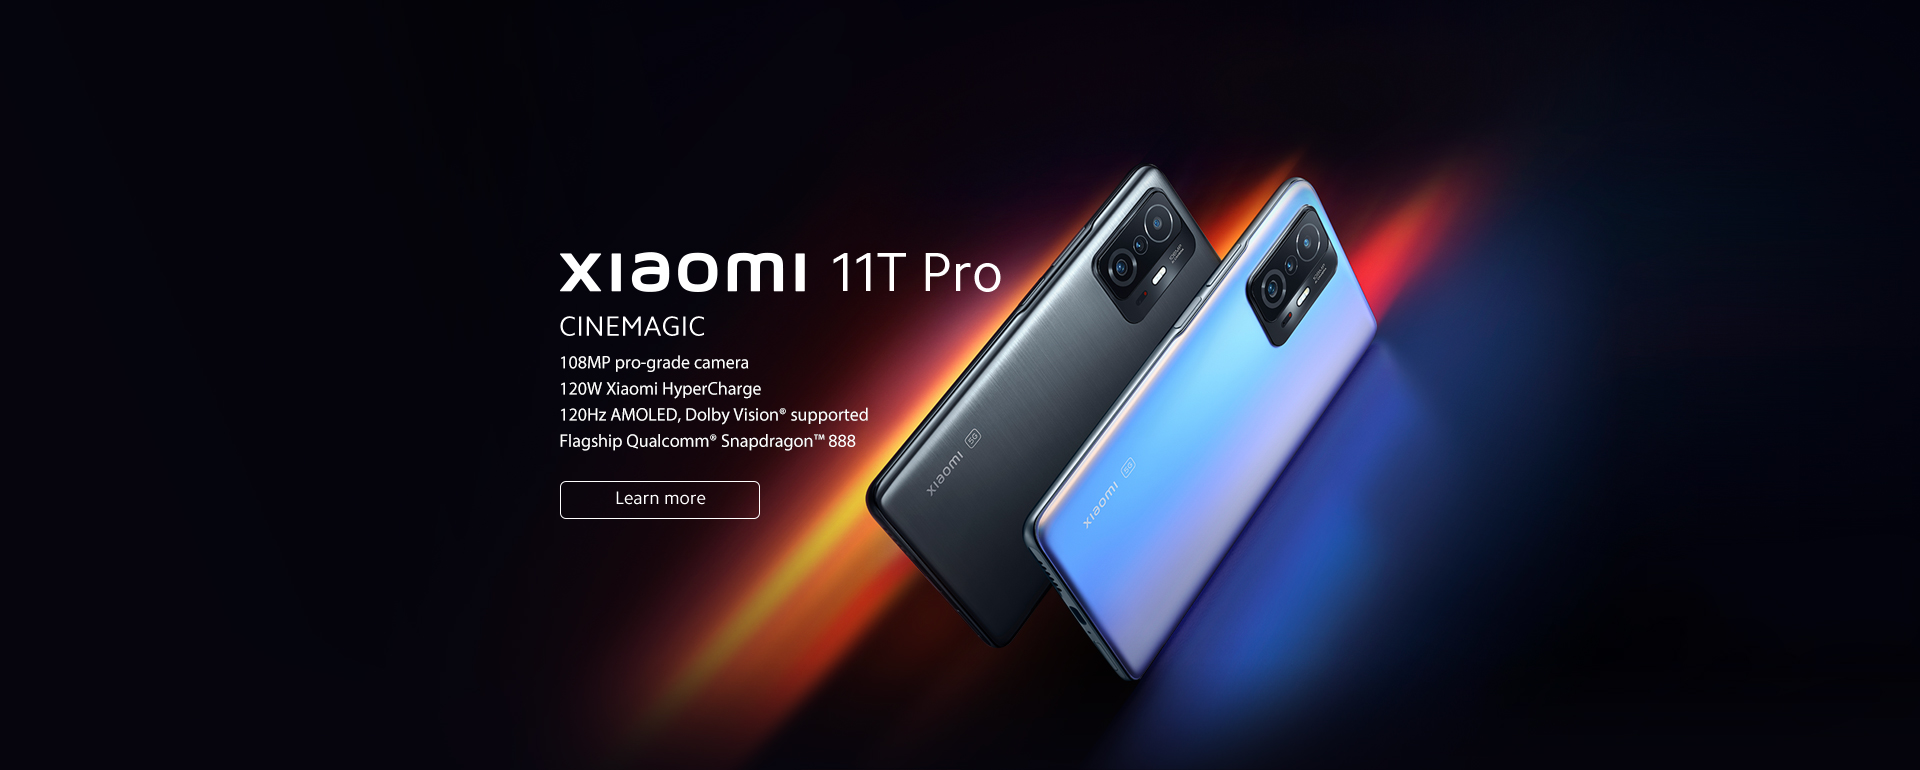 xiaomi 11T Pro
CINEMAGIC
108MP pro-grade camera
120W Xiaomi HyperCharge
120Hz AMOLED, Dolby Vision® supported
Flagship Qualcomm® Snapdragon™ 888
Learn more
xiaomi 5G
xiaomi 5G